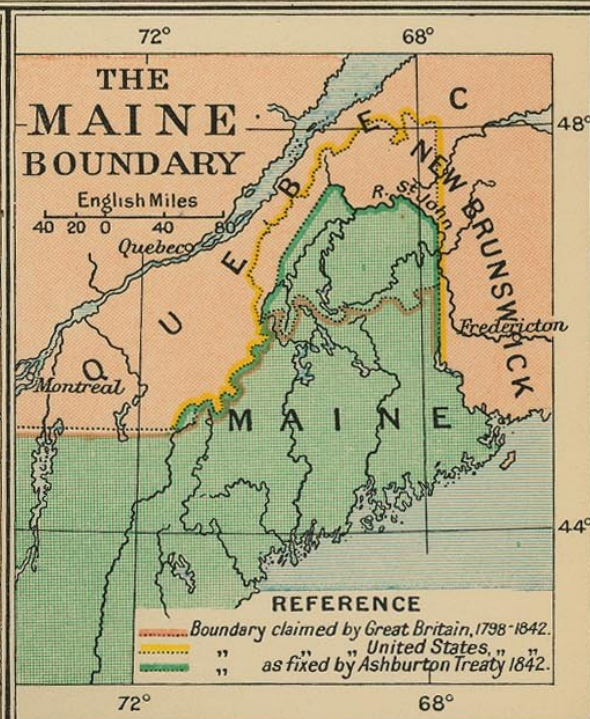 72° 68°
THE
MAINE
BOUNDARY
48°
English Miles
40 20 0 40 80
QUEBEC
NEW BRUNSWICK
R. St John
Quebec
Fredericton
Montreal
MAINE
44°
REFERENCE
Boundary claimed by Great Britain, 1798-1842.
„ „ „ United States, „ „
„ as fixed by Ashburton Treaty 1842.
72° 68°